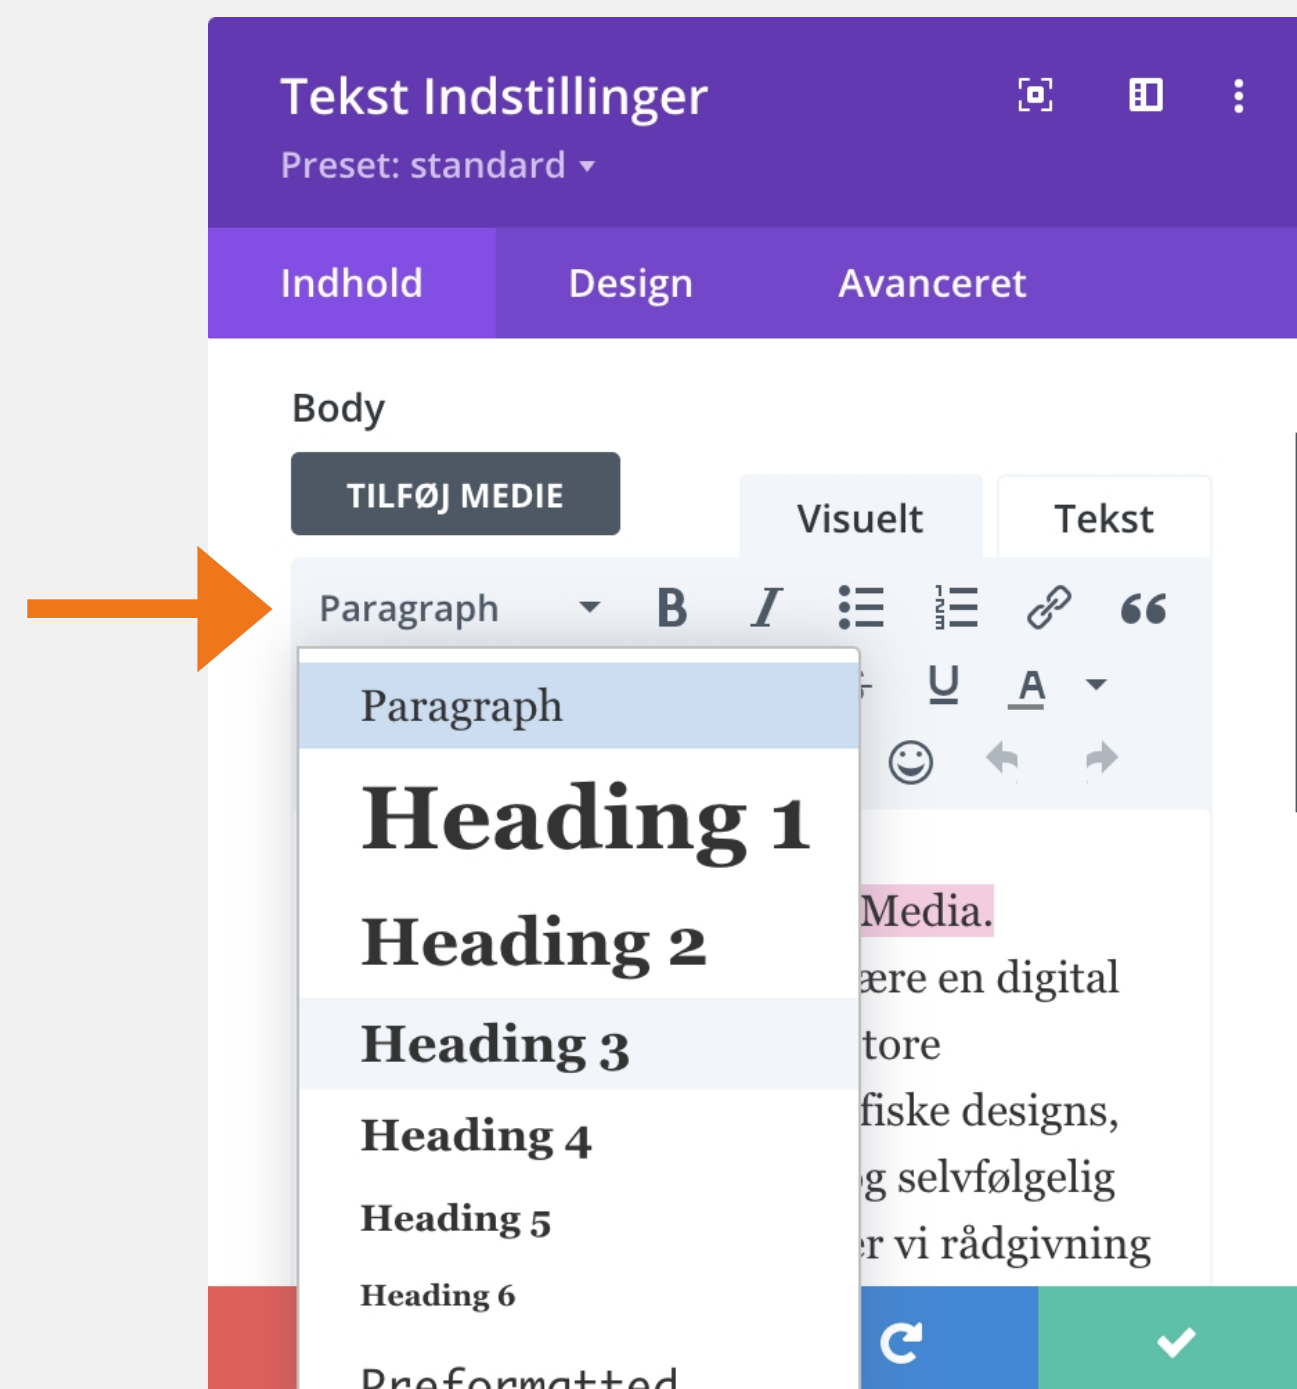 Tekst Indstillinger
Preset: standard
Indhold
Design
Avanceret
Body
TILFØJ MEDIE
Visuelt
Tekst
Paragraph
B
I
U
A
Paragraph
Heading 1
Heading 2
Heading 3
Heading 4
Heading 5
Heading 6
Preformatted
Media.
ære en digital
tore
fiske designs,
g selvfølgelig
r vi rådgivning